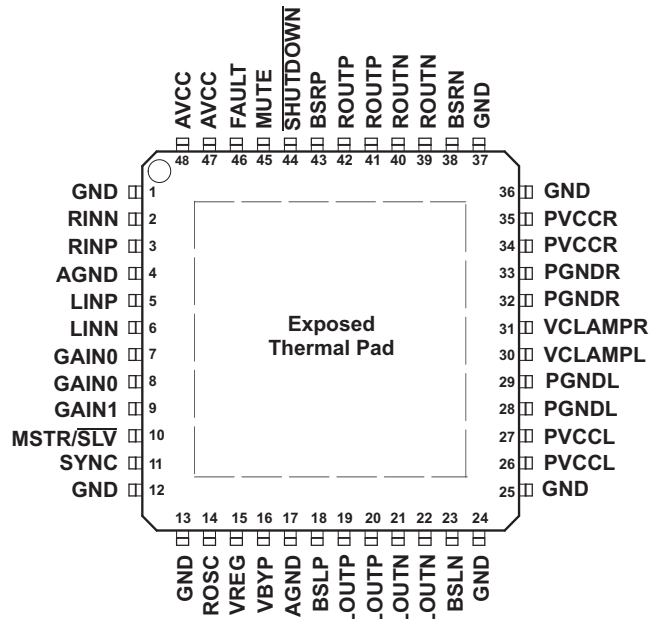 AVCC
AVCC
FAULT
MUTE
SHUTDOWN
BSRP
ROUTP
ROUTP
ROUTN
ROUTN
BSRN
GND
48 47 46 45 44 43 42 41 40 39 38 37
GND 1
RINN 2
RINP 3
AGND 4
LINP 5
LINN 6
GAIN0 7
GAIN0 8
GAIN1 9
MSTR/SLV 10
SYNC 11
GND 12
Exposed
Thermal Pad
36 GND
35 PVCCR
34 PVCCR
33 PGNDR
32 PGNDR
31 VCLAMPR
30 VCLAMPL
29 PGNDL
28 PGNDL
27 PVCCL
26 PVCCL
25 GND
13 14 15 16 17 18 19 20 21 22 23 24
GND
ROSC
VREG
VBYP
AGND
BSLP
LOUTP
LOUTP
LOUTN
LOUTN
BSLN
GND